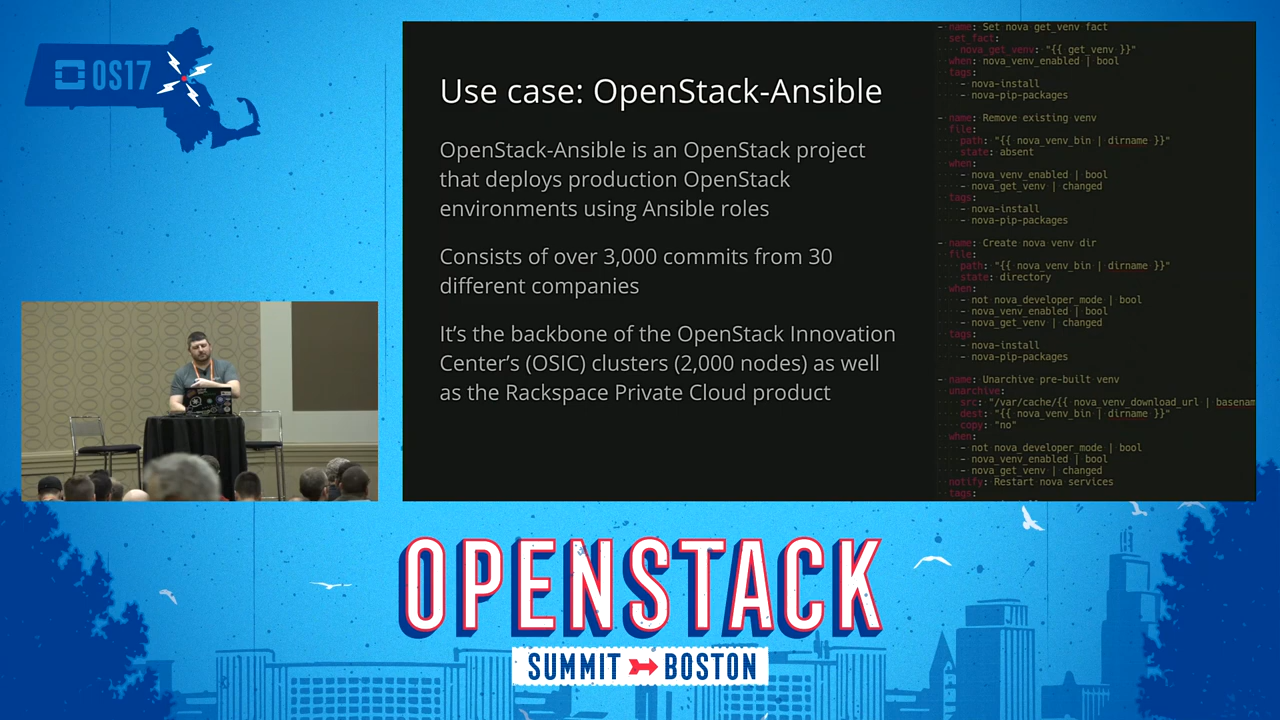 OS17
Use case: OpenStack-Ansible
OpenStack-Ansible is an OpenStack project
that deploys production OpenStack
environments using Ansible roles
Consists of over 3,000 commits from 30
different companies
It's the backbone of the OpenStack Innovation
Center's (OSIC) clusters (2,000 nodes) as well
as the Rackspace Private Cloud product
- name: Set nova get_venv fact
set_fact:
nova_get_venv: "{{ get_venv }}"
when: nova_venv_enabled | bool
tags:
- nova-install
- nova-pip-packages
- name: Remove existing venv
file:
path: "{{ nova_venv_bin | dirname }}"
state: absent
when:
- nova_venv_enabled | bool
- nova_get_venv | changed
tags:
- nova-install
- nova-pip-packages
- name: Create nova venv dir
file:
path: "{{ nova_venv_bin | dirname }}"
state: directory
when:
- not nova_developer_mode | bool
- nova_venv_enabled | bool
- nova_get_venv | changed
tags:
- nova-install
- nova-pip-packages
- name: Unarchive pre-built venv
unarchive:
src: "/var/cache/{{ nova_venv_download_url | basenam
dest: "{{ nova_venv_bin | dirname }}"
copy: "no"
when:
- not nova_developer_mode | bool
- nova_venv_enabled | bool
- nova_get_venv | changed
notify: Restart nova services
tags:
OPENSTACK
SUMMIT BOSTON